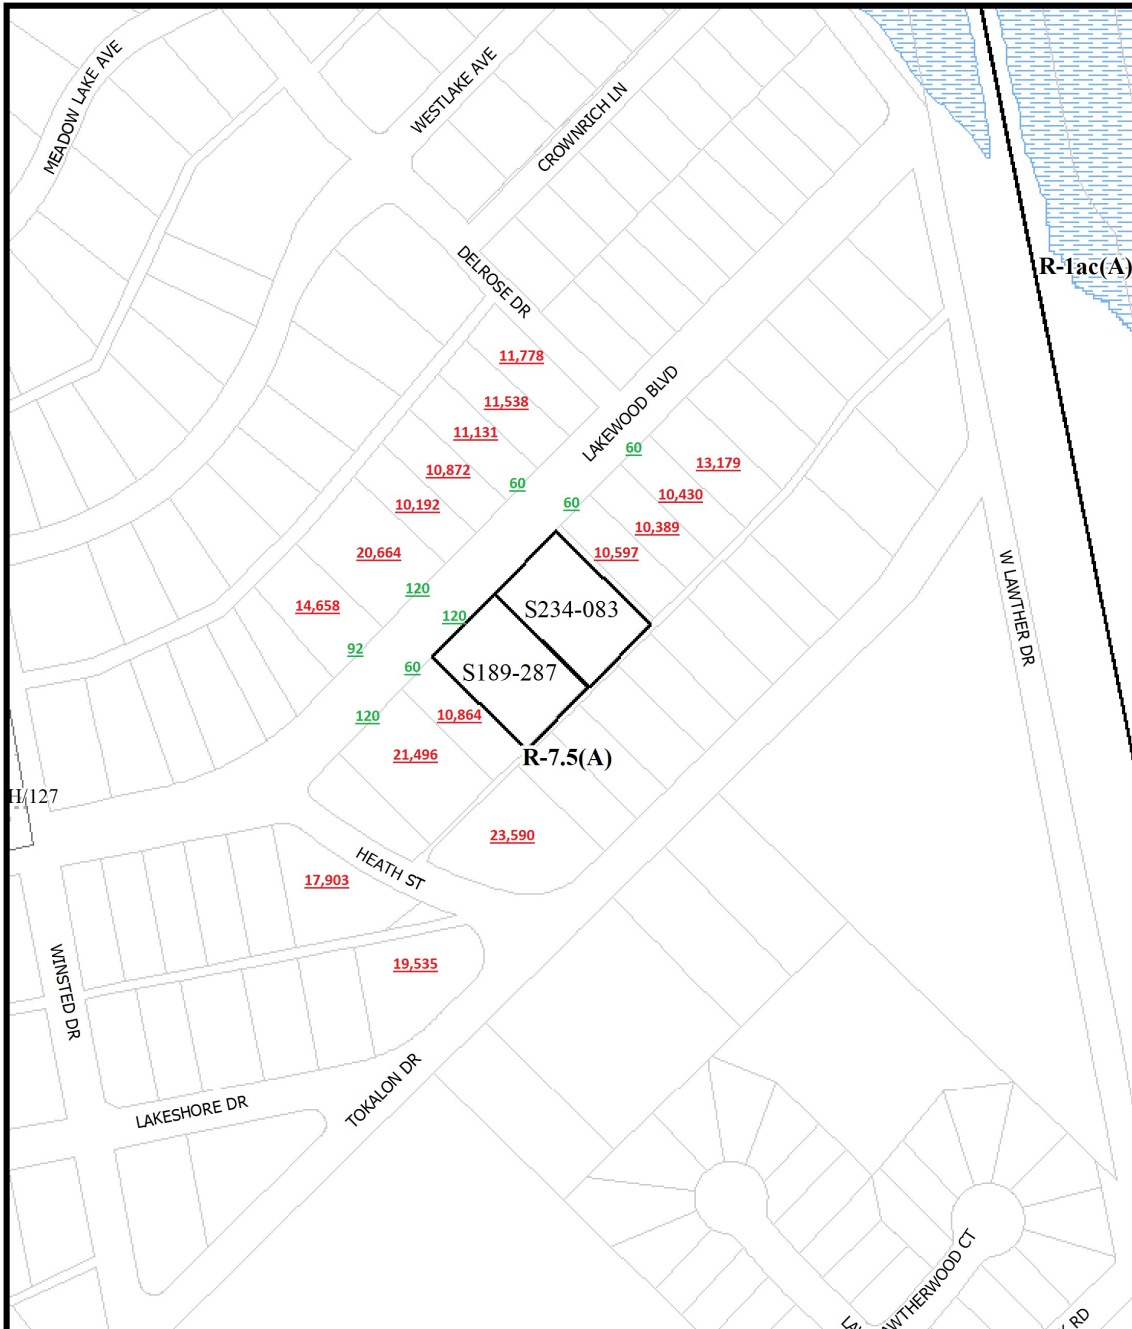 MEADOW LAKE AVE
WESTLAKE AVE
CROWNRICH LN
DELROSE DR
R-1ac(A)
11,778
11,538
LAKEWOOD BLVD
11,131
60
13,179
10,872
60
10,430
10,192
60
10,389
20,664
10,597
W LAWTHER DR
120
14,658
S234-083
120
92
60
S189-287
120
10,864
21,496
R-7.5(A)
H/127
23,590
HEATH ST
17,903
19,535
WINSTED DR
TOKALON DR
LAKESHORE DR
AWTHERWOOD CT
RD